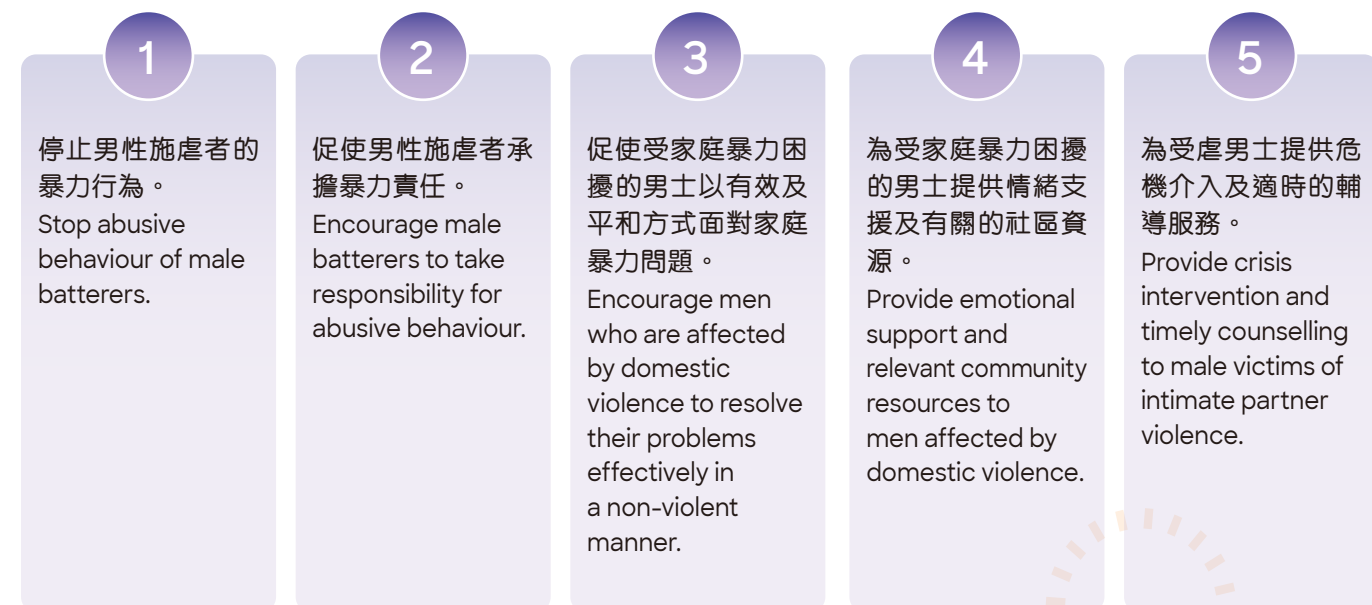 1
停止男性施虐者的
暴力行為。
Stop abusive
behaviour of male
batterers.
2
促使男性施虐者承
擔暴力責任。
Encourage male
batterers to take
responsibility for
abusive behaviour.
3
促使受家庭暴力困
擾的男士以有效及
平和方式面對家庭
暴力問題。
Encourage men
who are affected
by domestic
violence to resolve
their problems
effectively in
a non-violent
manner.
4
為受家庭暴力困擾
的男士提供情緒支
援及有關的社區資
源。
Provide emotional
support and
relevant community
resources to
men affected by
domestic violence.
5
為受虐男士提供危
機介入及適時的輔
導服務。
Provide crisis
intervention and
timely counselling
to male victims of
intimate partner
violence.